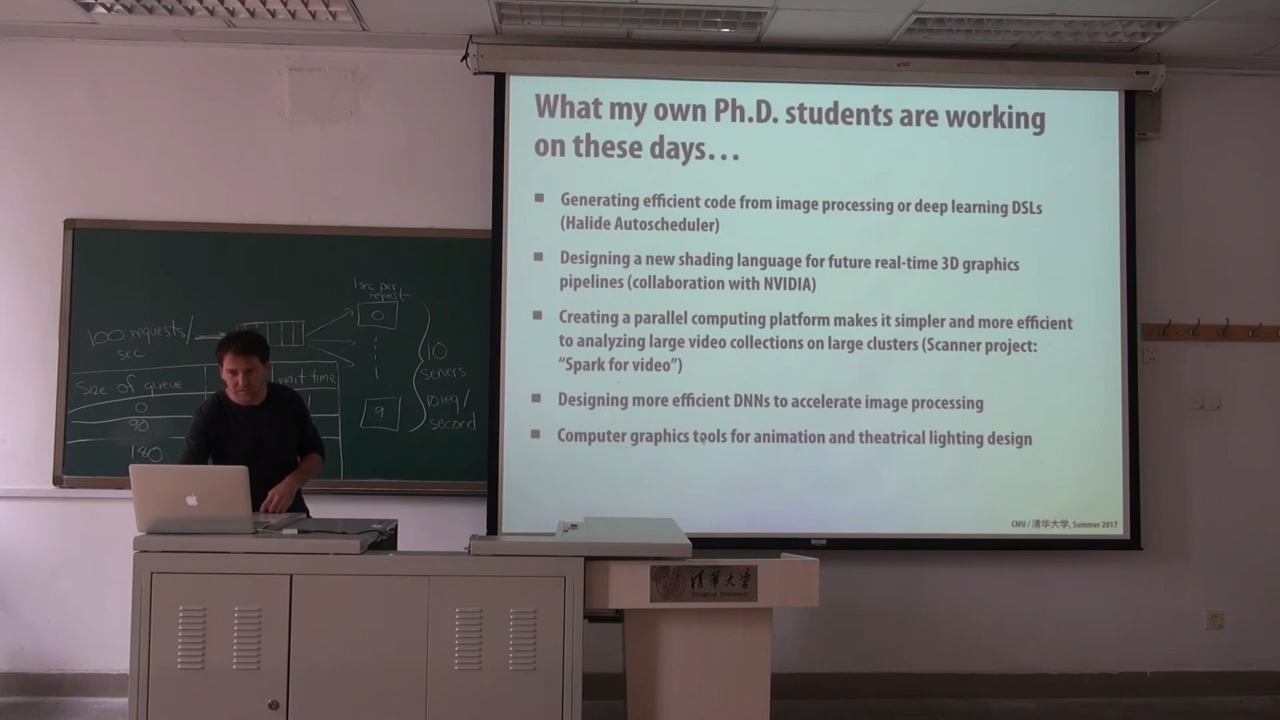 What my own Ph.D. students are working
on these days…
Generating efficient code from image processing or deep learning DSLs
(Halide Autoscheduler)
Designing a new shading language for future real-time 3D graphics
pipelines (collaboration with NVIDIA)
Creating a parallel computing platform makes it simpler and more efficient
to analyzing large video collections on large clusters (Scanner project:
“Spark for video”)
Designing more efficient DNNs to accelerate image processing
Computer graphics tools for animation and theatrical lighting design
CMU / 清华大学, Summer 2017
100 requests/
sec
Size of queue
wait time
0
90
180
request
0
9
10
servers
10 req/
second
清华大学
Tsinghua University